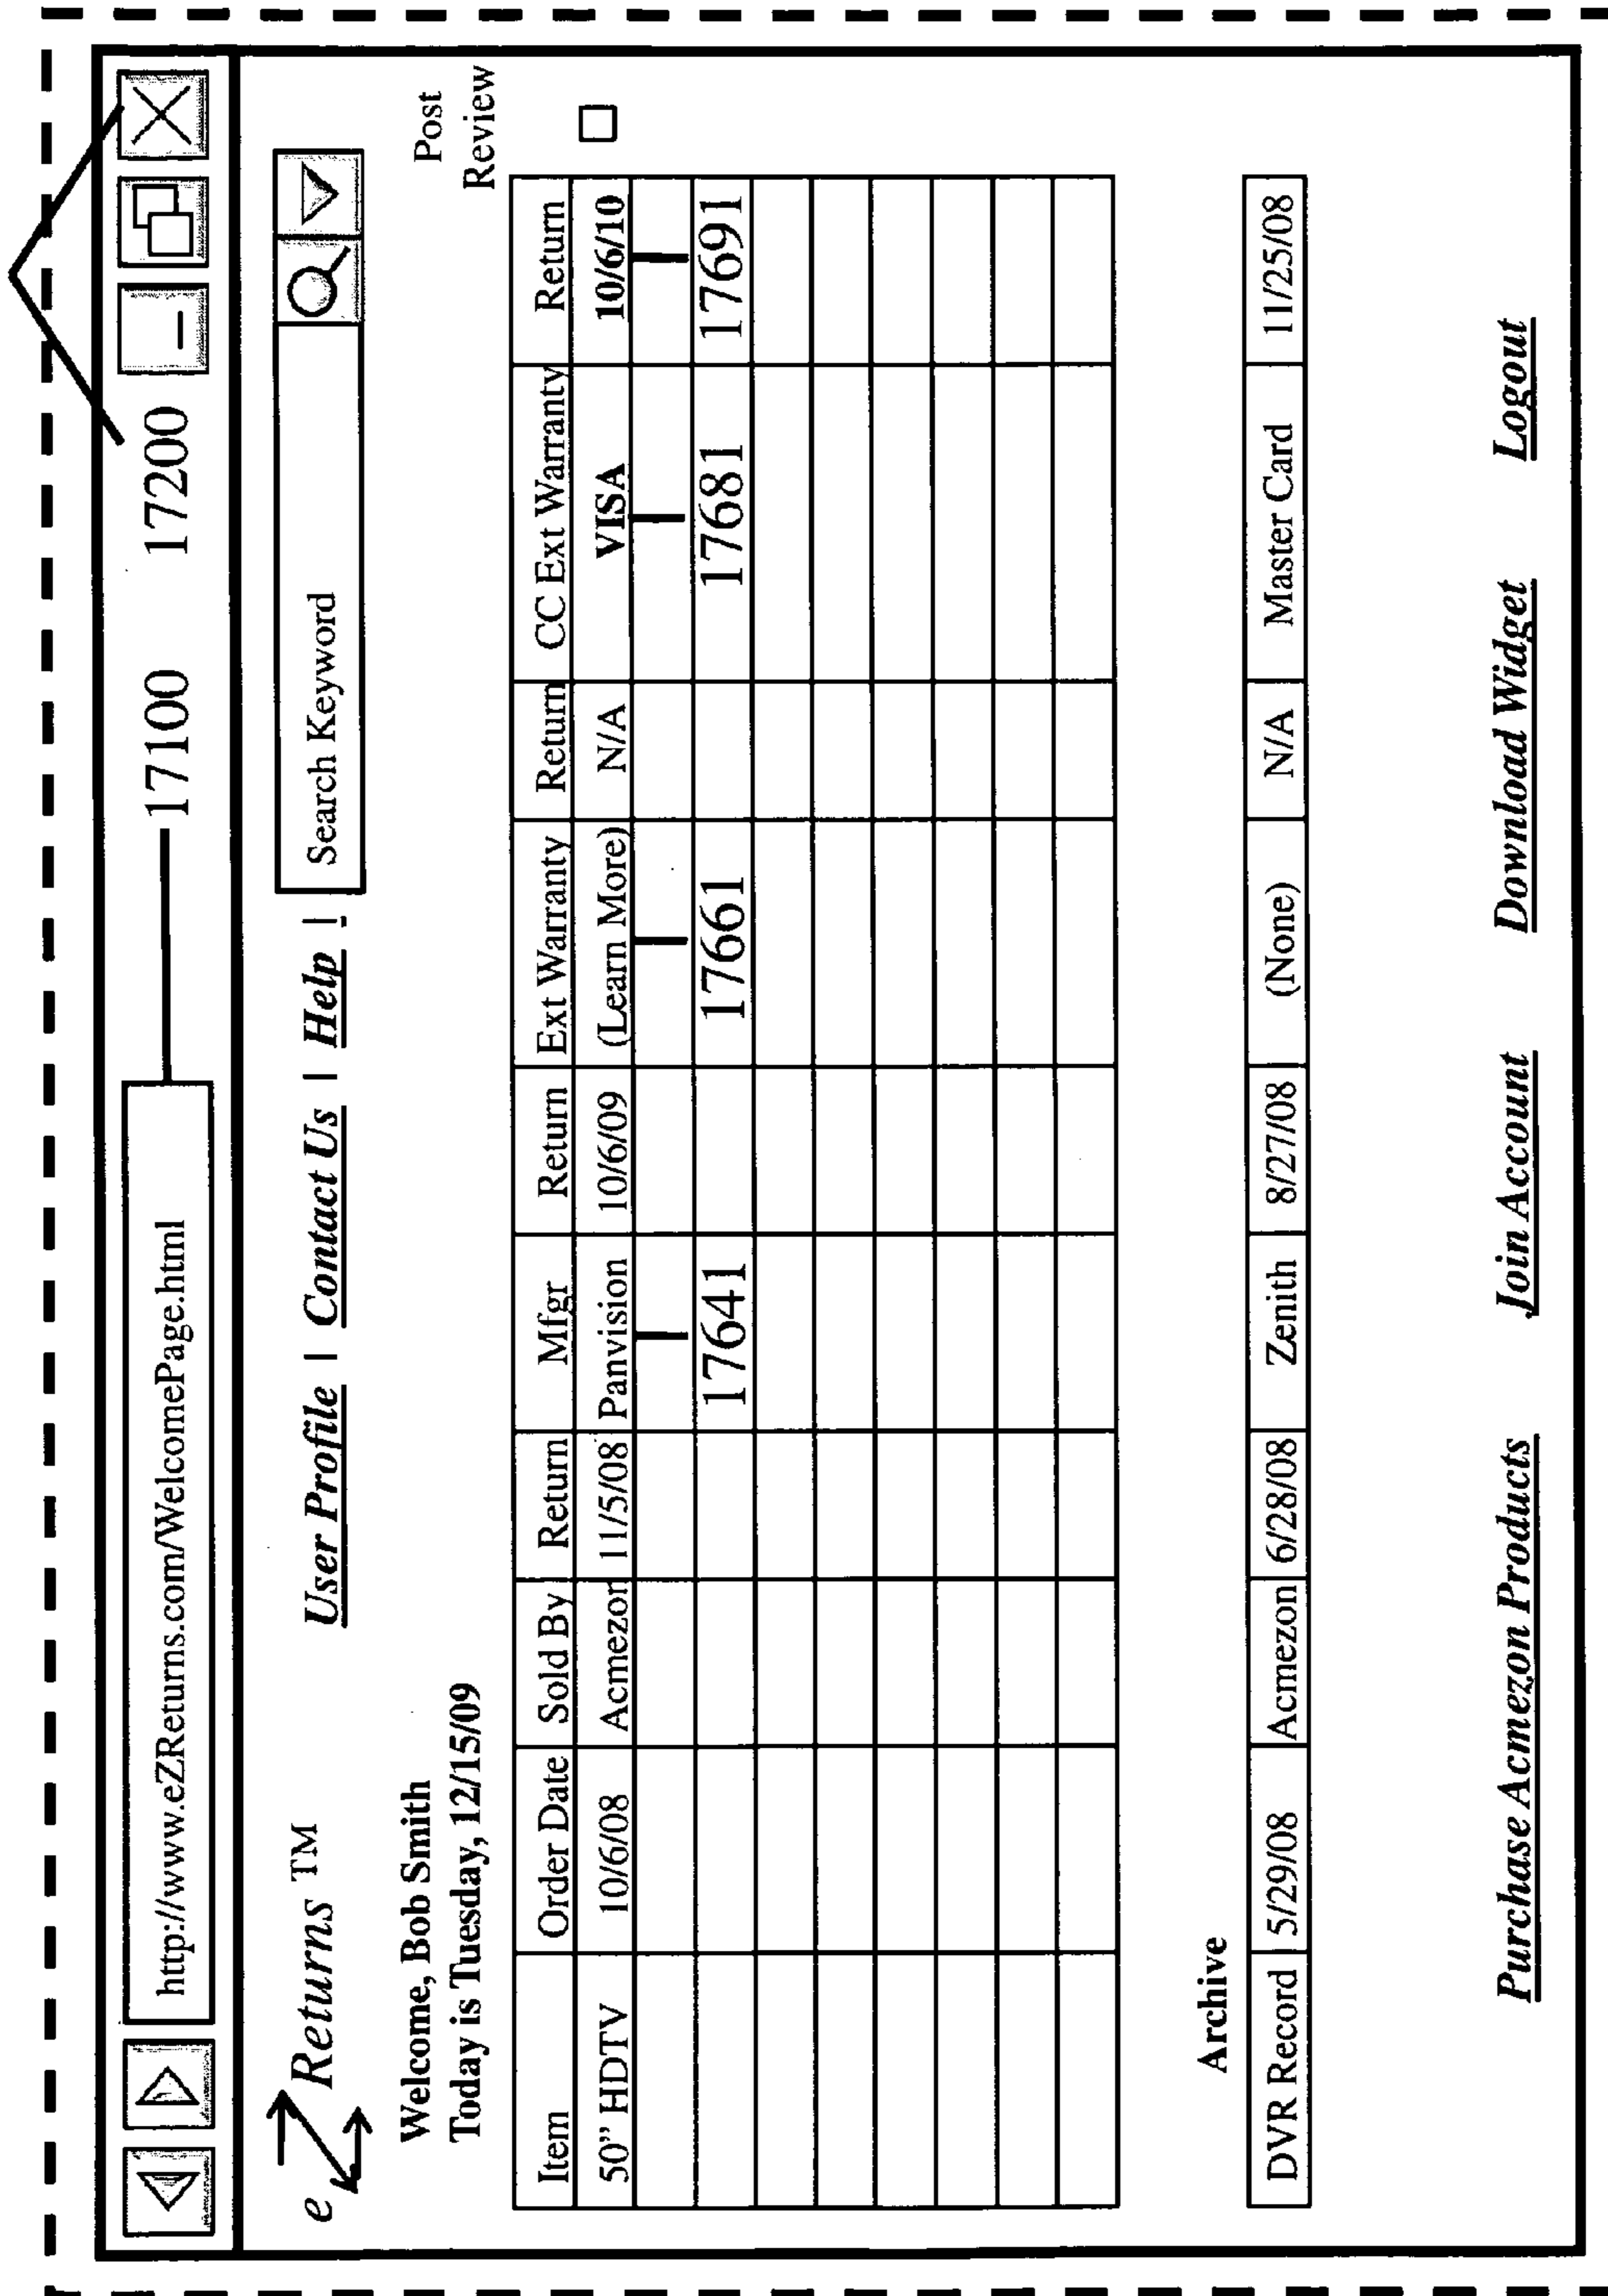 17100 17200
http://www.eZReturns.com/WelcomePage.html
e Z Returns TM
User Profile | Contact Us | Help |
Search Keyword
Welcome, Bob Smith
Today is Tuesday, 12/15/09
Post
Review
Item Order Date Sold By Return Mfgr Return Ext Warranty Return CC Ext Warranty Return
50” HDTV 10/6/08 Acmezon 11/5/08 Panvision 10/6/09 (Learn More) N/A VISA 10/6/10
17641 17661 17681 17691
Archive
DVR Record 5/29/08 Acmezon 6/28/08 Zenith 8/27/08 (None) N/A Master Card 11/25/08
Purchase Acmezon Products Join Account Download Widget Logout